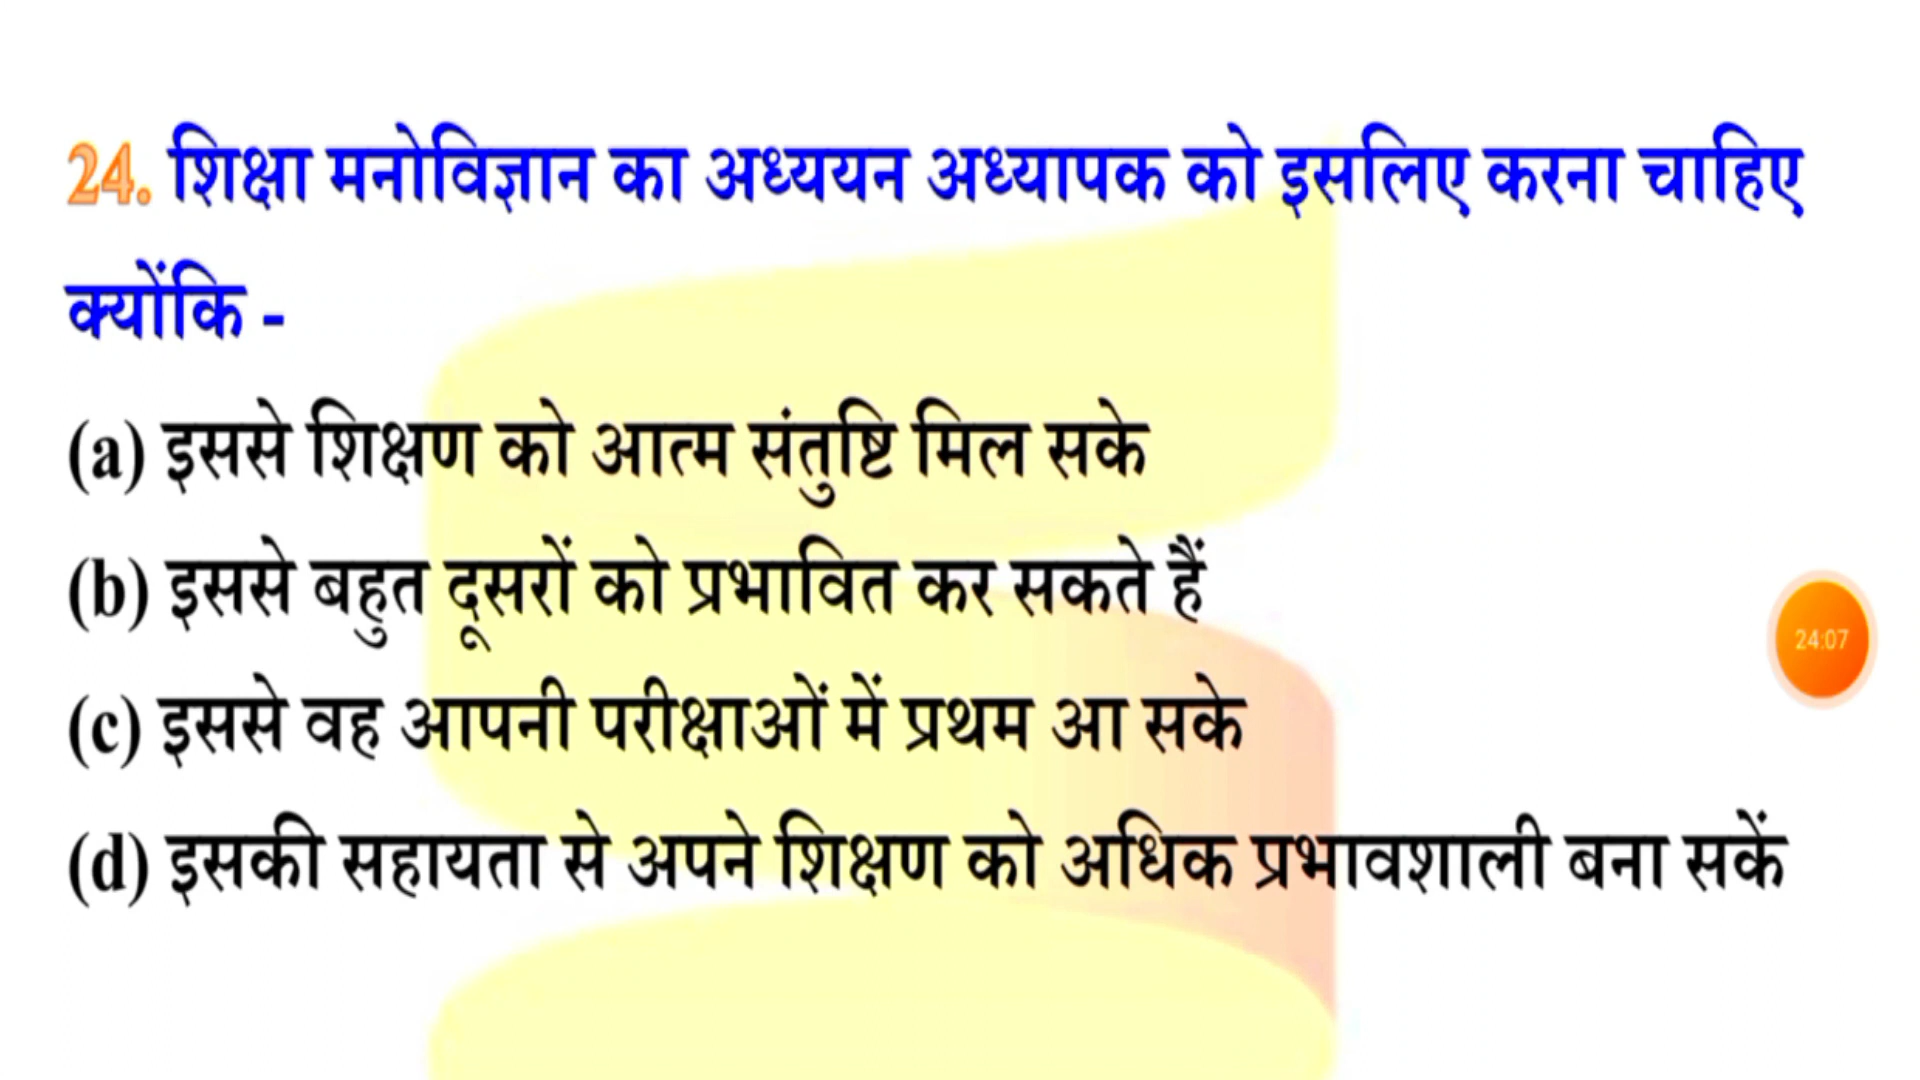 24. शिक्षा मनोविज्ञान का अध्ययन अध्यापक को इसलिए करना चाहिए
क्योंकि -
(a) इससे शिक्षण को आत्म संतुष्टि मिल सके
(b) इससे बहुत दूसरों को प्रभावित कर सकते हैं
(c) इससे वह आपनी परीक्षाओं में प्रथम आ सके
24:07
(d) इसकी सहायता से अपने शिक्षण को अधिक प्रभावशाली बना सकें